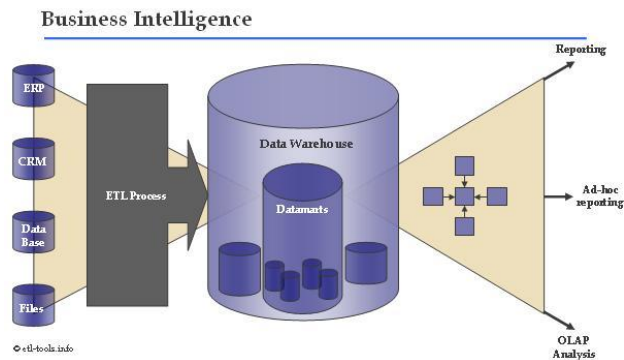 Business Intelligence
Reporting
ERP
CRM
Data
Base
Files
ETL Process
Data Warehouse
Datamarts
Ad-hoc
reporting
OLAP
Analysis
© etl-tools.info